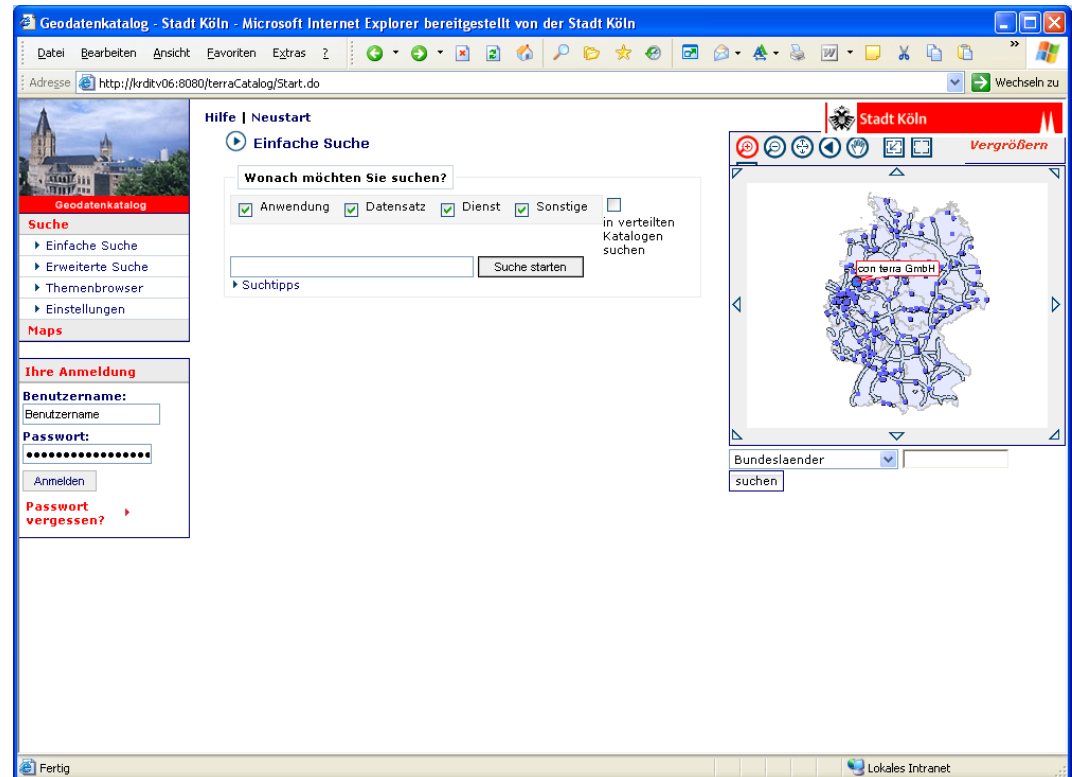 Geodatenkatalog - Stadt Köln - Microsoft Internet Explorer bereitgestellt von der Stadt Köln
Datei Bearbeiten Ansicht Favoriten Extras ?
Adresse http://krditv06:8080/terraCatalog/Start.do Wechseln zu
Geodatenkatalog
Suche
Einfache Suche
Erweiterte Suche
Themenbrowser
Einstellungen
Maps
Ihre Anmeldung
Benutzername:
Benutzername
Passwort:
Anmelden
Passwort
vergessen?
Hilfe | Neustart
Einfache Suche
Wonach möchten Sie suchen?
Anwendung Datensatz Dienst Sonstige
in verteilten
Katalogen
suchen
Suche starten
Suchtipps
Stadt Köln
Vergrößern
con terra GmbH
Bundeslaender
suchen
Fertig
Lokales Intranet